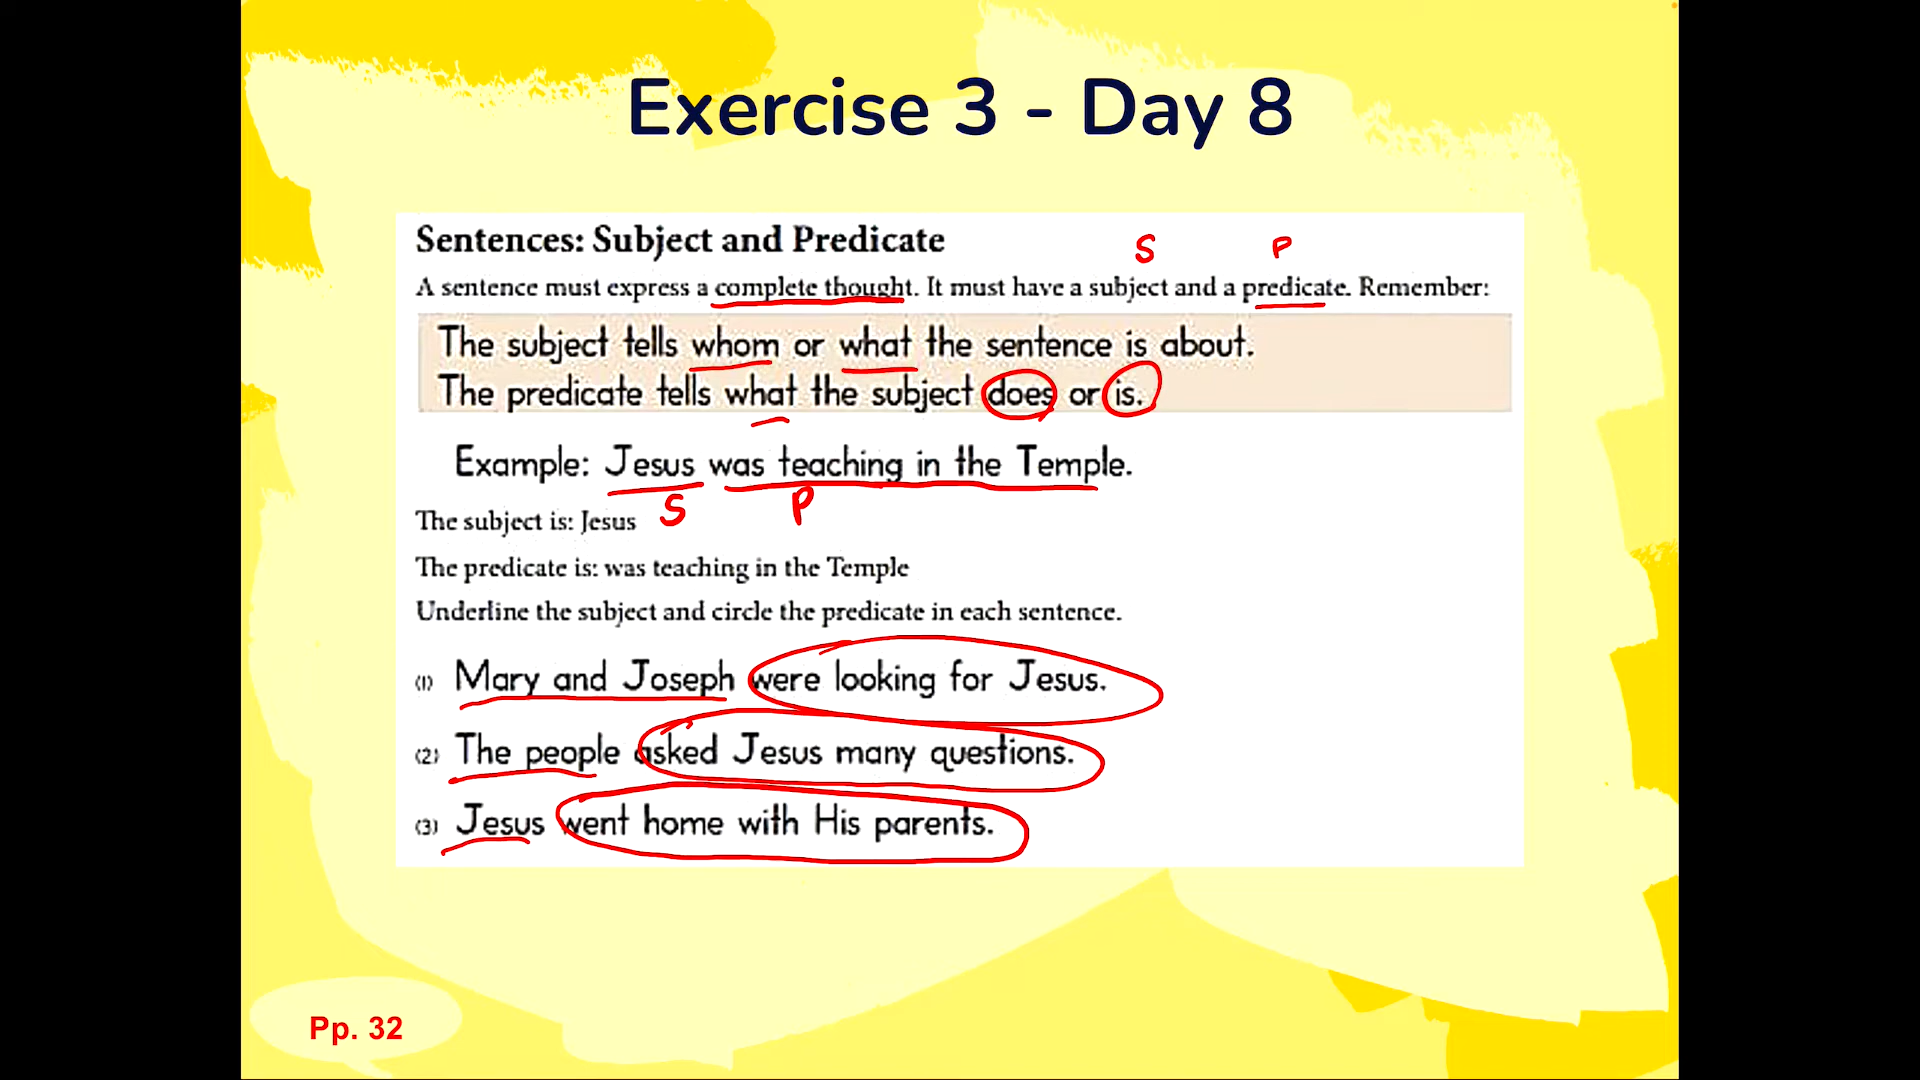 Exercise 3 - Day 8
Sentences: Subject and Predicate
S P
A sentence must express a complete thought. It must have a subject and a predicate. Remember:
The subject tells whom or what the sentence is about.
The predicate tells what the subject does or is.
Example: Jesus was teaching in the Temple.
S P
The subject is: Jesus
The predicate is: was teaching in the Temple
Underline the subject and circle the predicate in each sentence.
(1) Mary and Joseph were looking for Jesus.
(2) The people asked Jesus many questions.
(3) Jesus went home with His parents.
Pp. 32